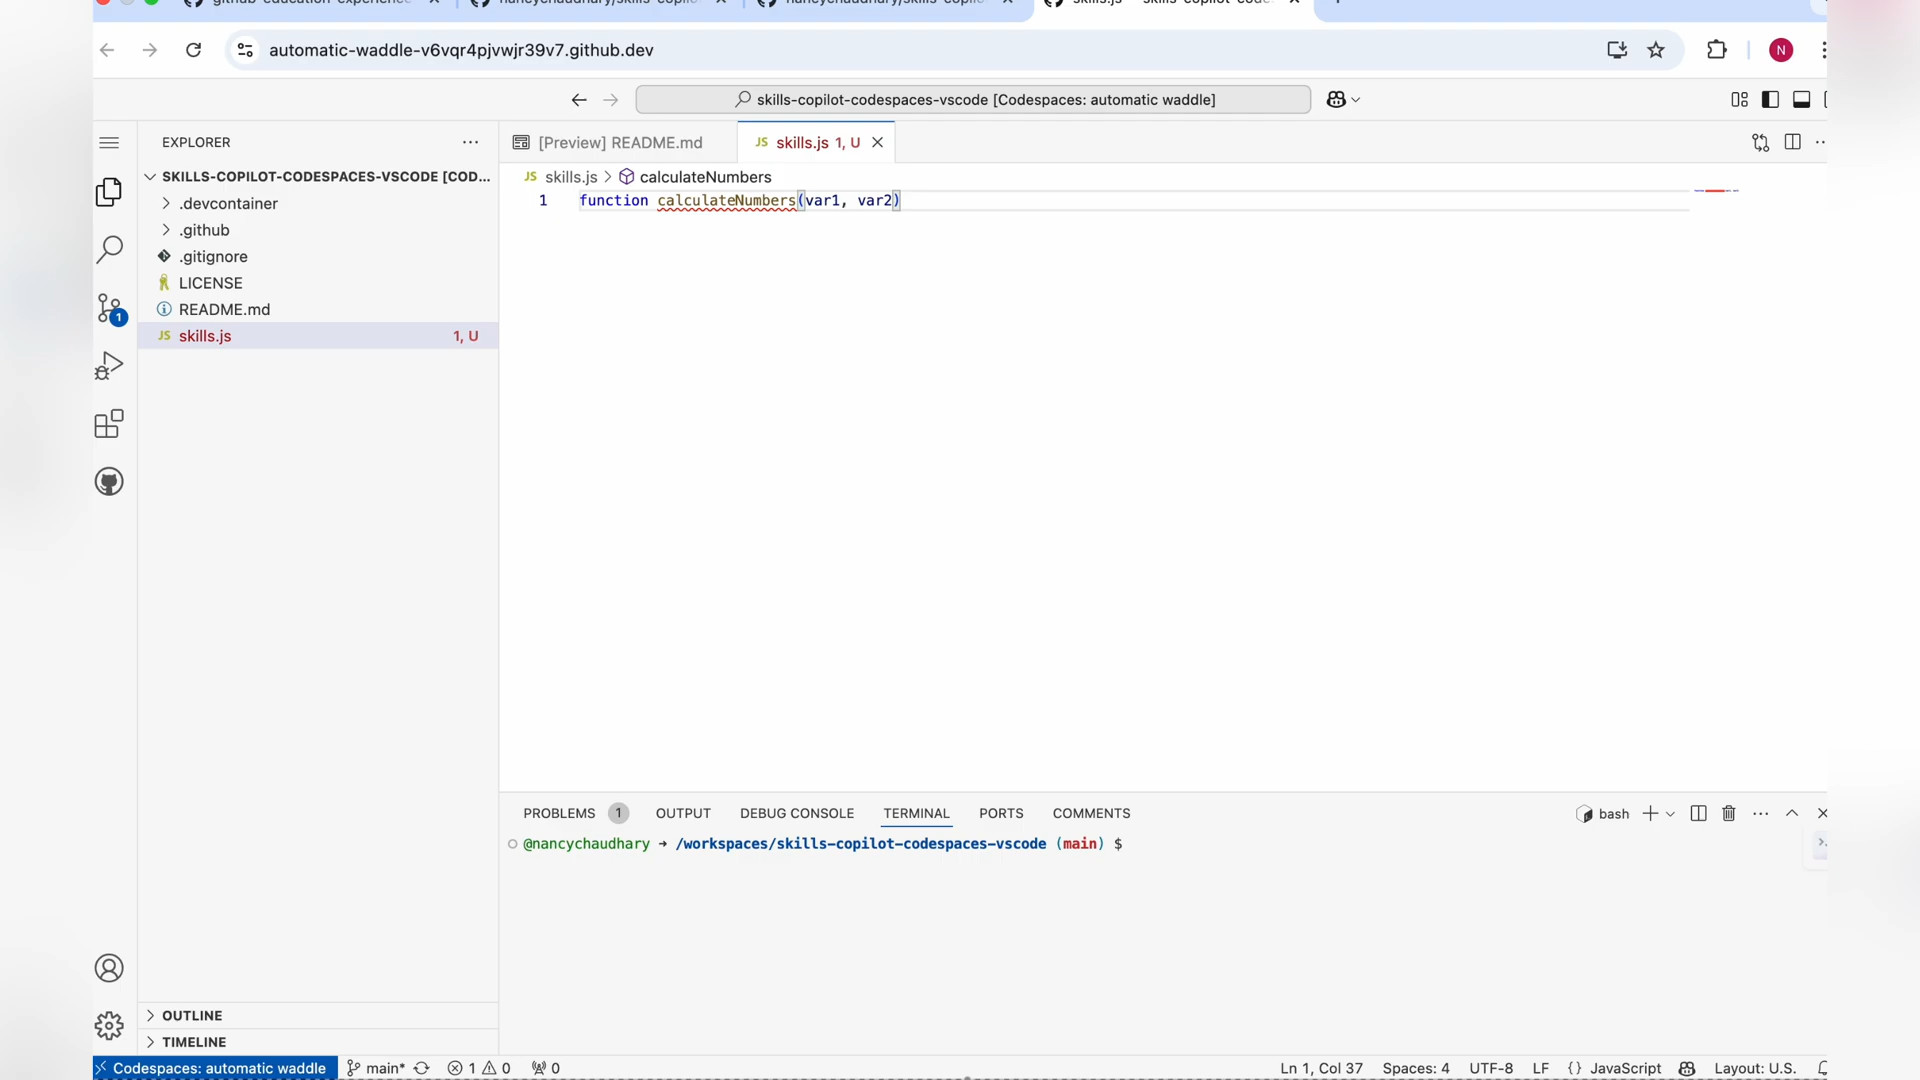 automatic-waddle-v6vqr4pjvwjr39v7.github.dev
N
skills-copilot-codespaces-vscode [Codespaces: automatic waddle]
EXPLORER
SKILLS-COPILOT-CODESPACES-VSCODE [COD...
.devcontainer
.github
.gitignore
LICENSE
README.md
JS skills.js 1, U
1
[Preview] README.md
JS skills.js 1, U
JS skills.js > calculateNumbers
1 function calculateNumbers(var1, var2)
PROBLEMS 1 OUTPUT DEBUG CONSOLE TERMINAL PORTS COMMENTS
bash
@nancychaudhary → /workspaces/skills-copilot-codespaces-vscode (main) $
OUTLINE
TIMELINE
Codespaces: automatic waddle main* 1 0 0
Ln 1, Col 37 Spaces: 4 UTF-8 LF {} JavaScript Layout: U.S.